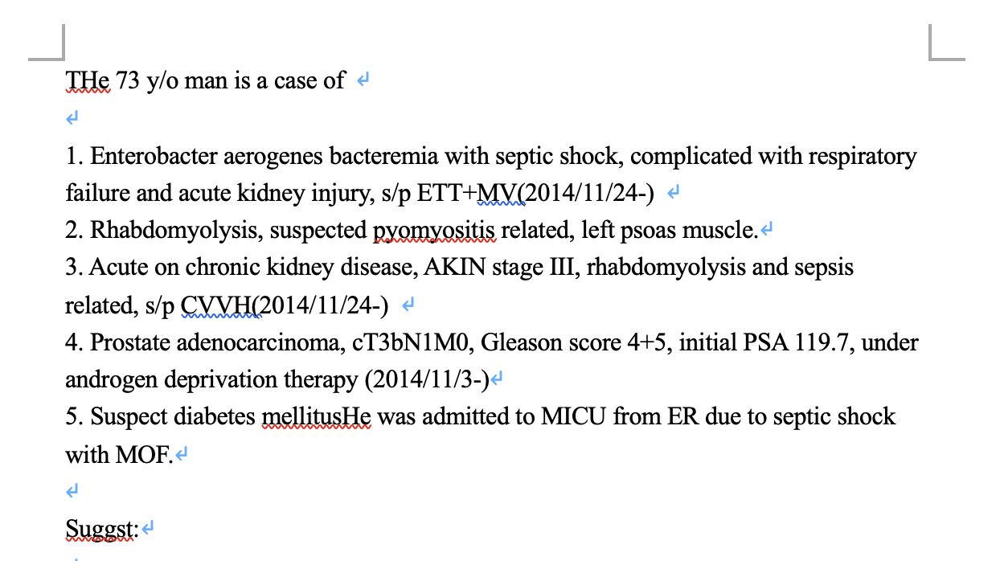 THe 73 y/o man is a case of
1. Enterobacter aerogenes bacteremia with septic shock, complicated with respiratory
failure and acute kidney injury, s/p ETT+MV(2014/11/24-)
2. Rhabdomyolysis, suspected pyomyositis related, left psoas muscle.
3. Acute on chronic kidney disease, AKIN stage III, rhabdomyolysis and sepsis
related, s/p CVVH(2014/11/24-)
4. Prostate adenocarcinoma, cT3bN1M0, Gleason score 4+5, initial PSA 119.7, under
androgen deprivation therapy (2014/11/3-)
5. Suspect diabetes mellitusHe was admitted to MICU from ER due to septic shock
with MOF.
Suggst: